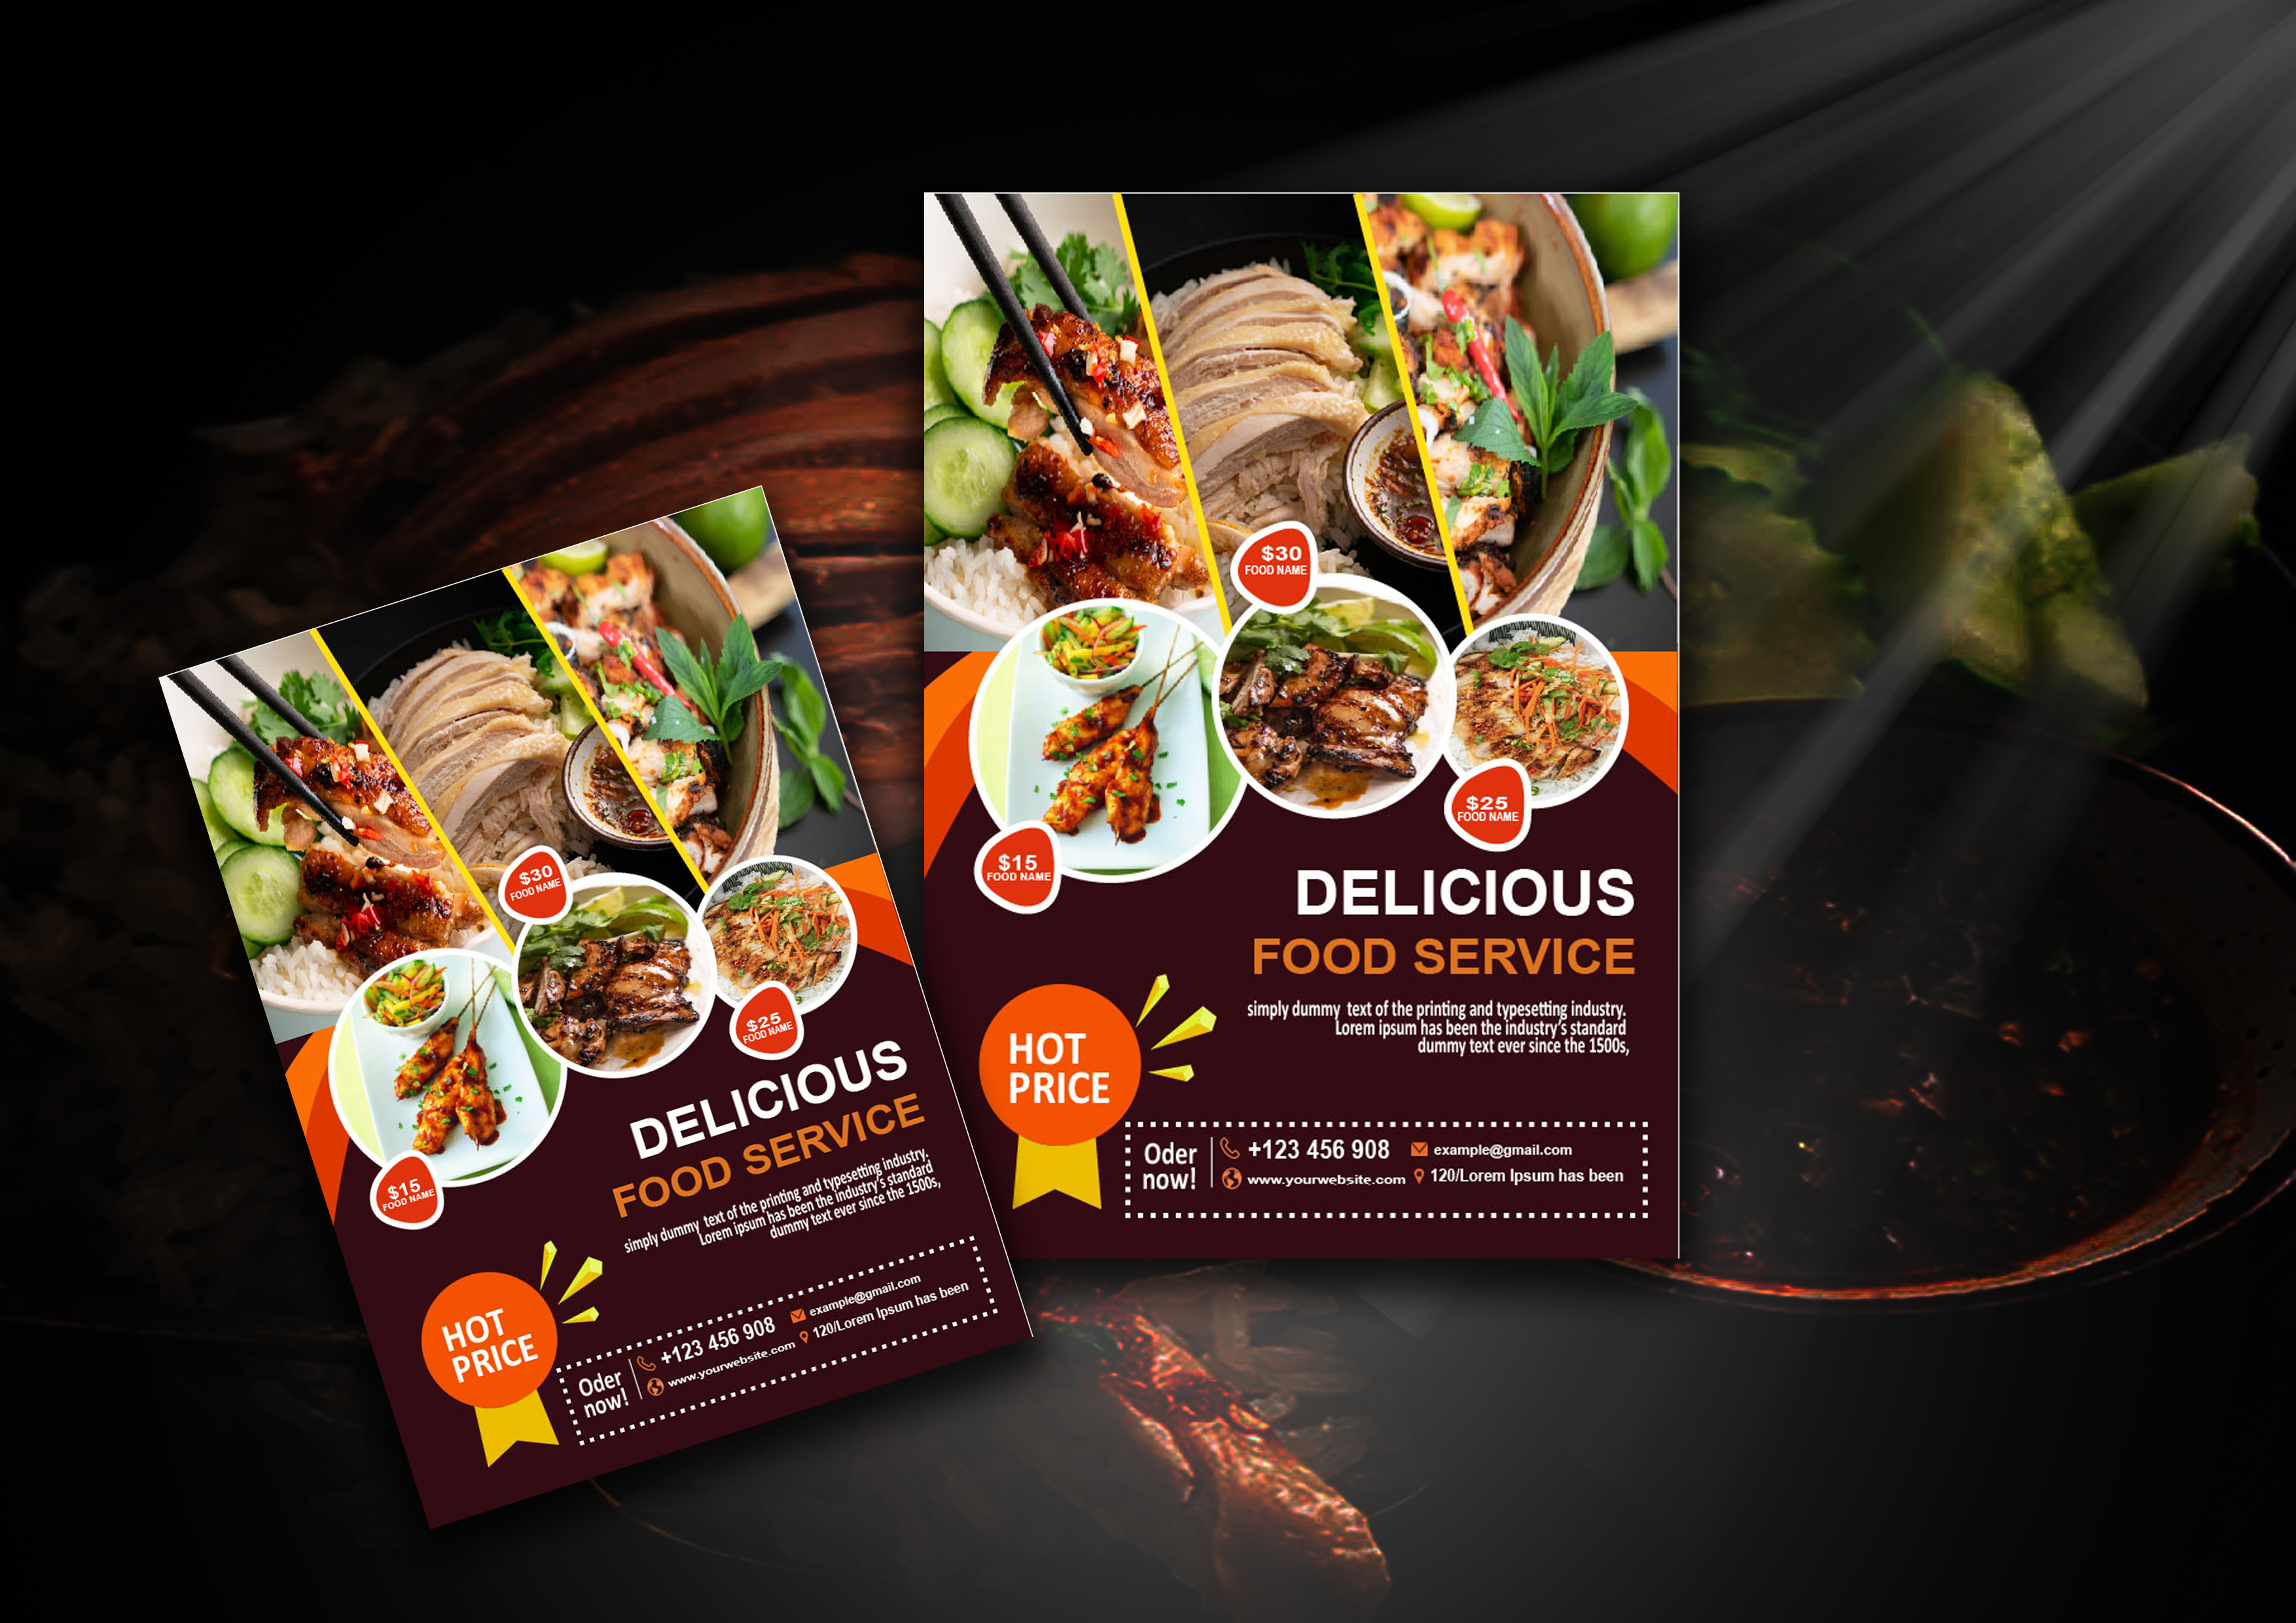 $30
FOOD NAME
$25
FOOD NAME
$15
FOOD NAME
DELICIOUS
FOOD SERVICE
simply dummy text of the printing and typesetting industry.
Lorem ipsum has been the industry's standard
dummy text ever since the 1500s,
HOT
PRICE
Oder
now!
+123 456 908
example@gmail.com
www.yourwebsite.com
120/Lorem Ipsum has been
$30
FOOD NAME
$25
FOOD NAME
$15
FOOD NAME
DELICIOUS
FOOD SERVICE
simply dummy text of the printing and typesetting industry.
Lorem ipsum has been the industry's standard
dummy text ever since the 1500s,
HOT
PRICE
Oder
now!
+123 456 908
example@gmail.com
www.yourwebsite.com
120/Lorem Ipsum has been